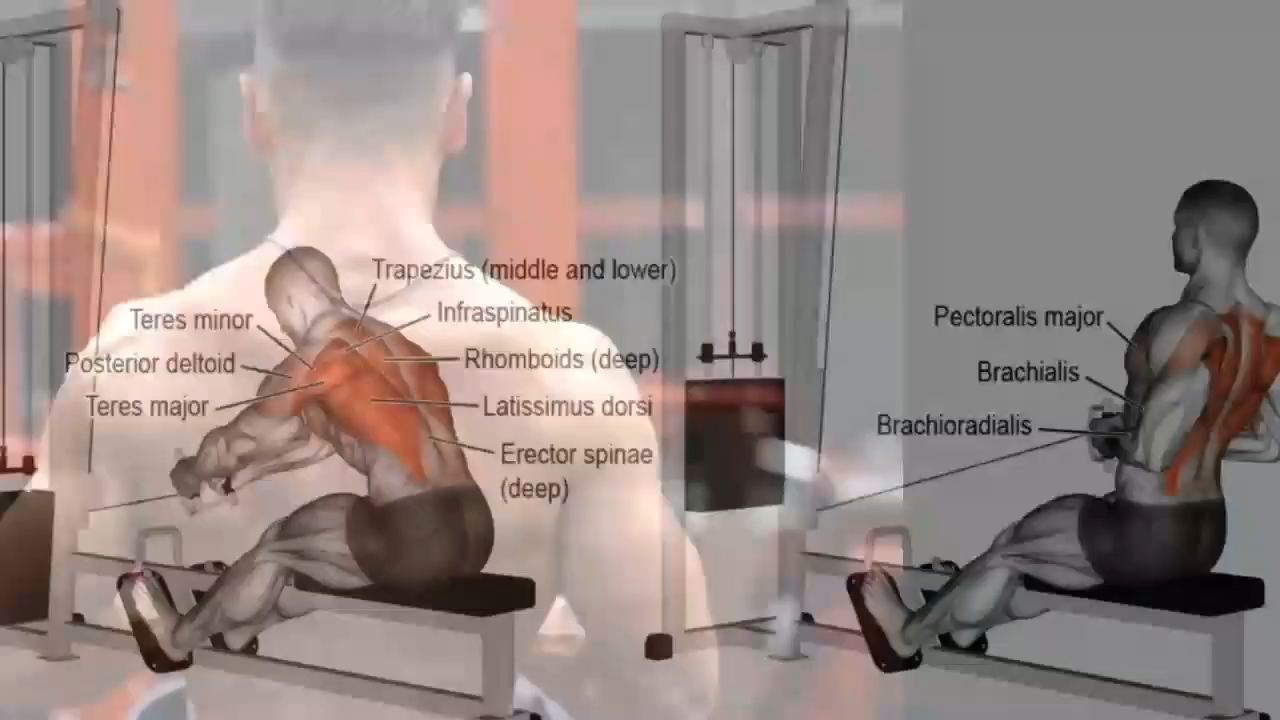 Trapezius (middle and lower)
Infraspinatus
Teres minor
Rhomboids (deep)
Posterior deltoid
Teres major
Latissimus dorsi
Erector spinae
(deep)
Pectoralis major
Brachialis
Brachioradialis